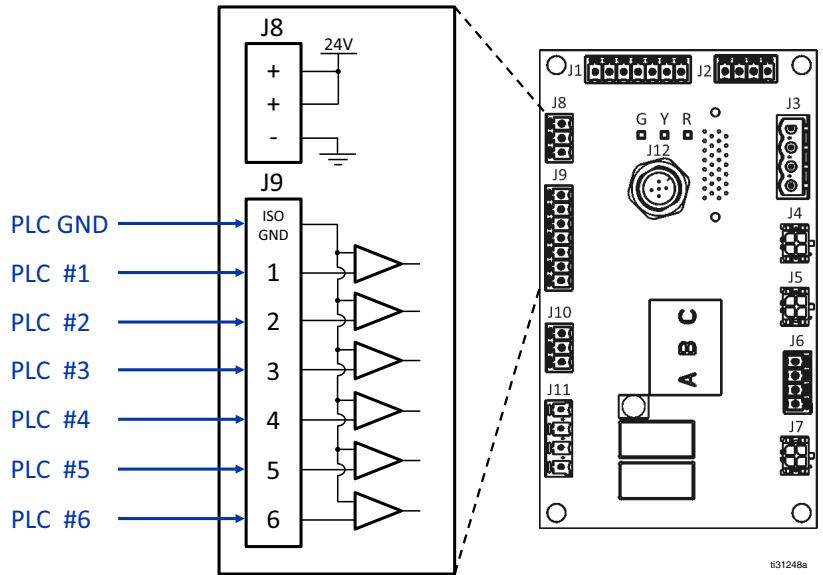 J8
24V
+
+
-
J9
ISO
GND
1
2
3
4
5
6
PLC GND
PLC #1
PLC #2
PLC #3
PLC #4
PLC #5
PLC #6
J1
J2
J8
J3
G Y R
J12
J9
J4
J5
J10
J6
A B C
J11
J7
ti31248a